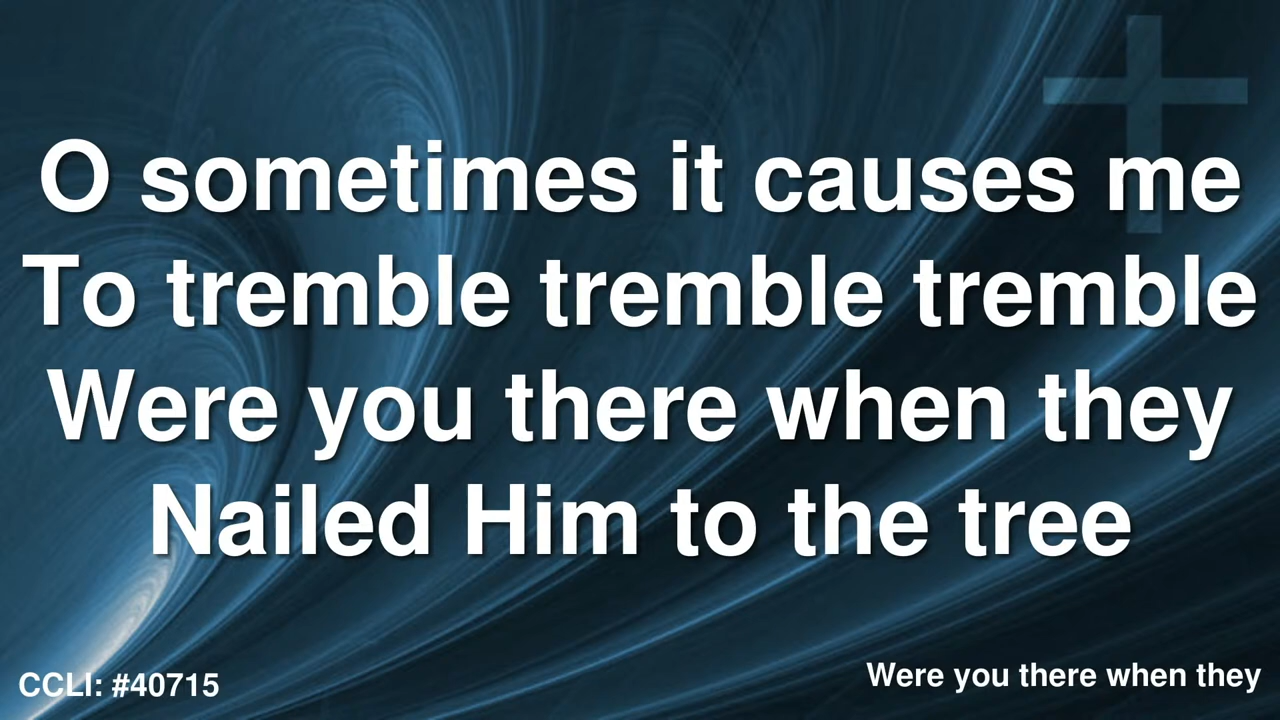 O sometimes it causes me
To tremble tremble tremble
Were you there when they
Nailed Him to the tree
CCLI: #40715
Were you there when they